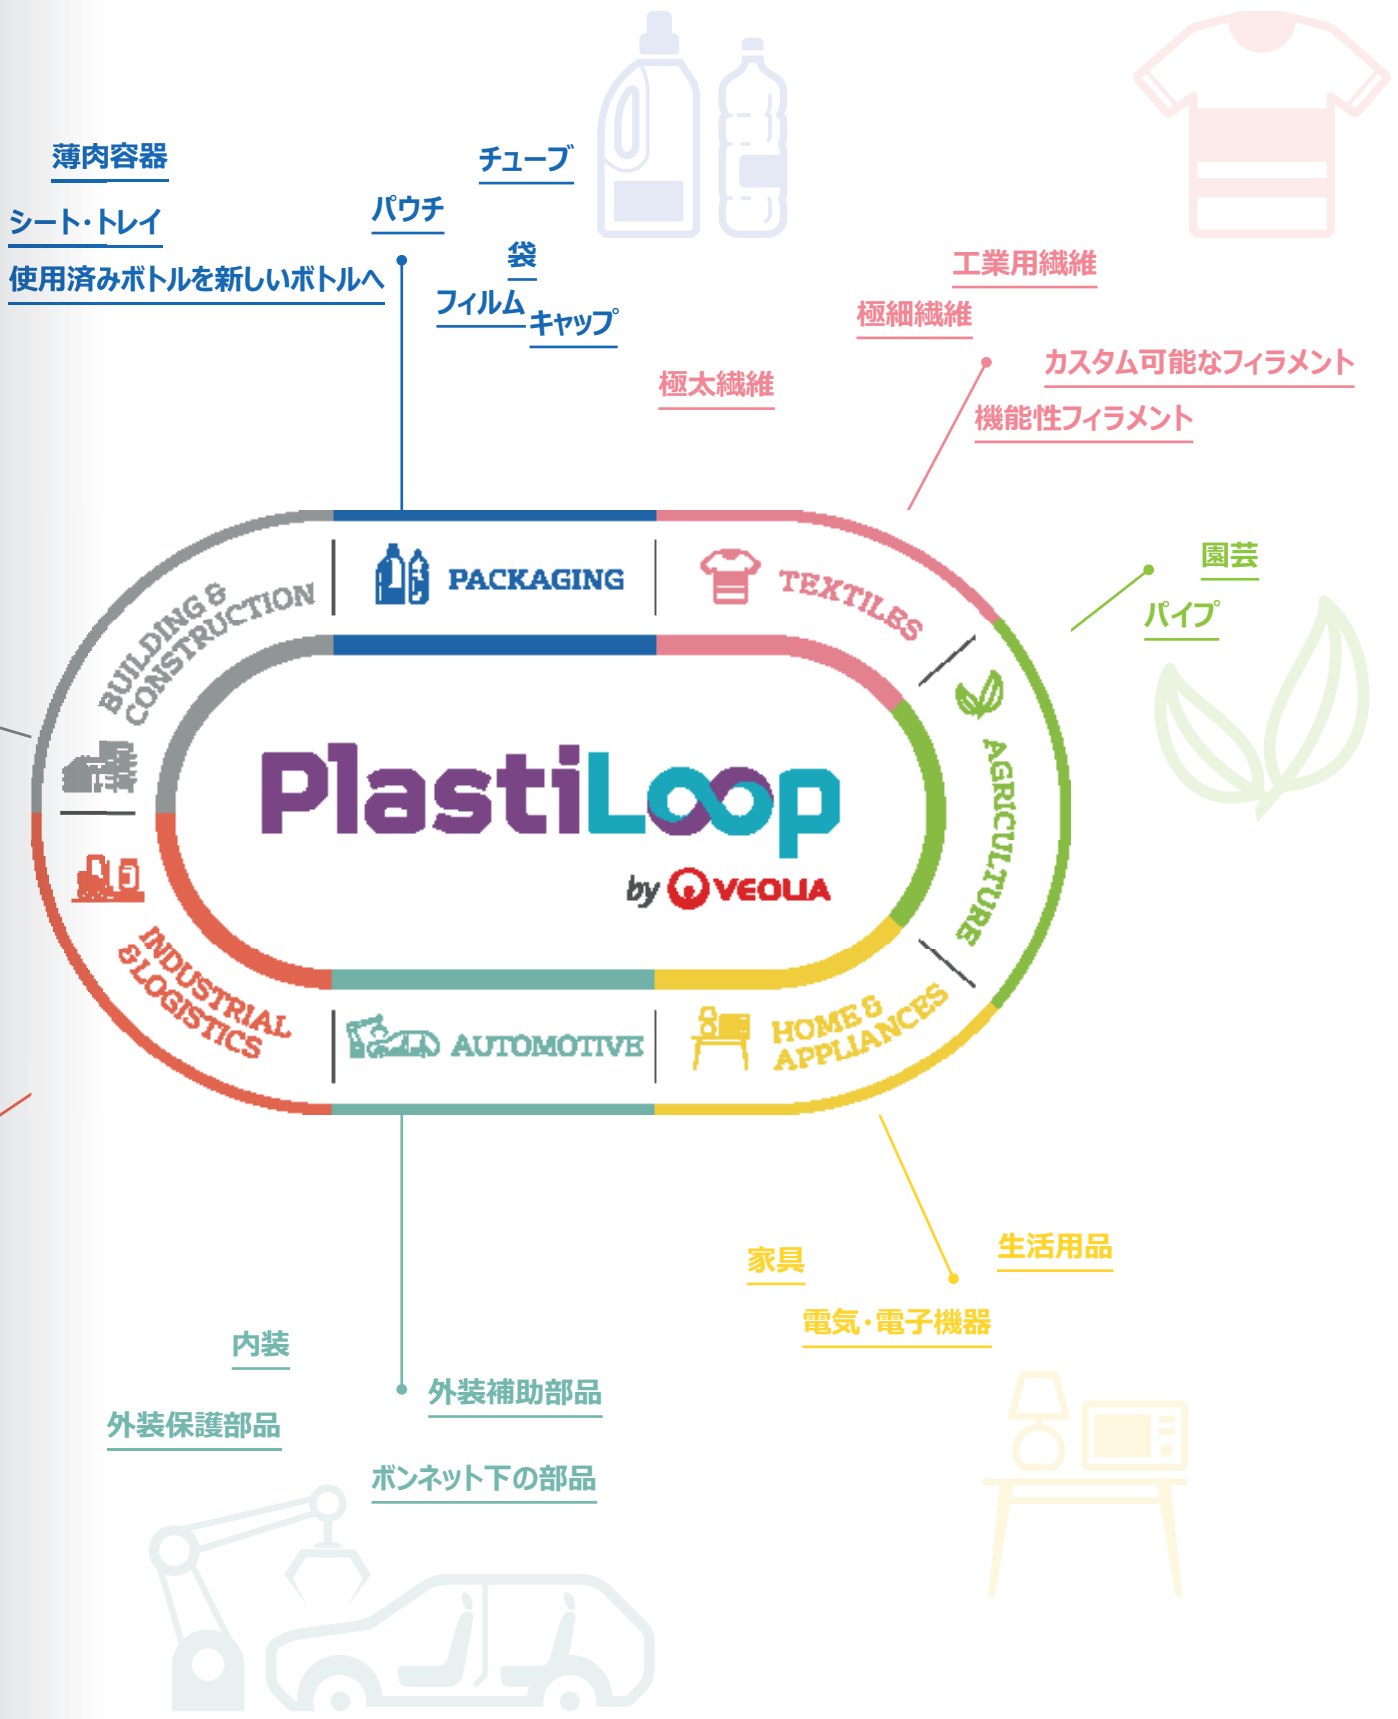 薄肉容器
チューブ
シート・トレイ
パウチ
袋
使用済みボトルを新しいボトルへ
フィルム
キャップ
工業用繊維
極細繊維
カスタム可能なフィラメント
極太繊維
機能性フィラメント
園芸
パイプ
BUILDING &
CONSTRUCTION
PACKAGING
TEXTILES
AGRICULTURE
PlastiLoop
by VEOLIA
INDUSTRIAL
& LOGISTICS
AUTOMOTIVE
HOME &
APPLIANCES
生活用品
家具
電気・電子機器
内装
外装補助部品
外装保護部品
ボンネット下の部品